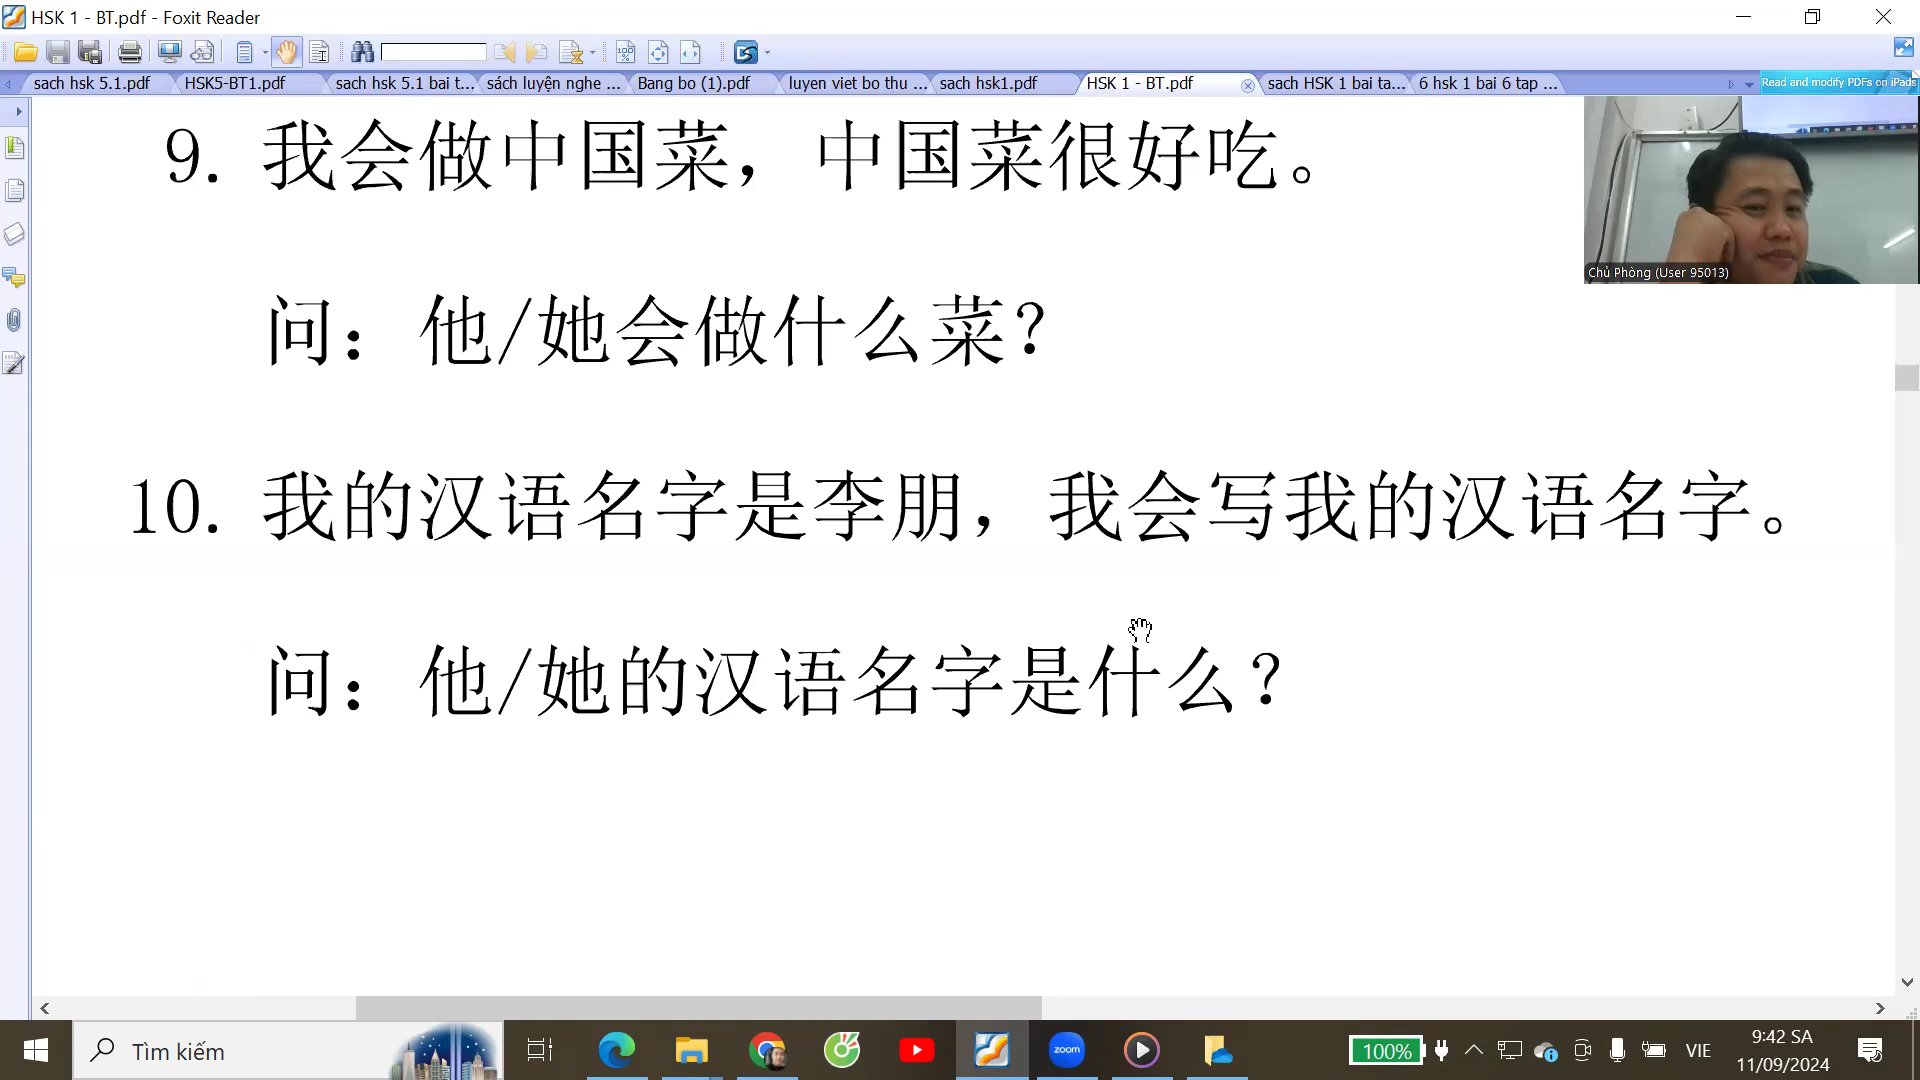 HSK 1 - BT.pdf - Foxit Reader
sach hsk 5.1.pdf HSK5-BT1.pdf sach hsk 5.1 bai t... sách luyện nghe ... Bang bo (1).pdf luyen viet bo thu ... sach hsk1.pdf HSK 1 - BT.pdf sach HSK 1 bai ta... 6 hsk 1 bai 6 tap ... Read and modify PDFs on iPads
9. 我会做中国菜，中国菜很好吃。
Chủ Phòng (User 95013)
问：他/她会做什么菜？
10. 我的汉语名字是李朋，我会写我的汉语名字。
问：他/她的汉语名字是什么？
Tìm kiếm
zoom
100%
VIE
9:42 SA
11/09/2024